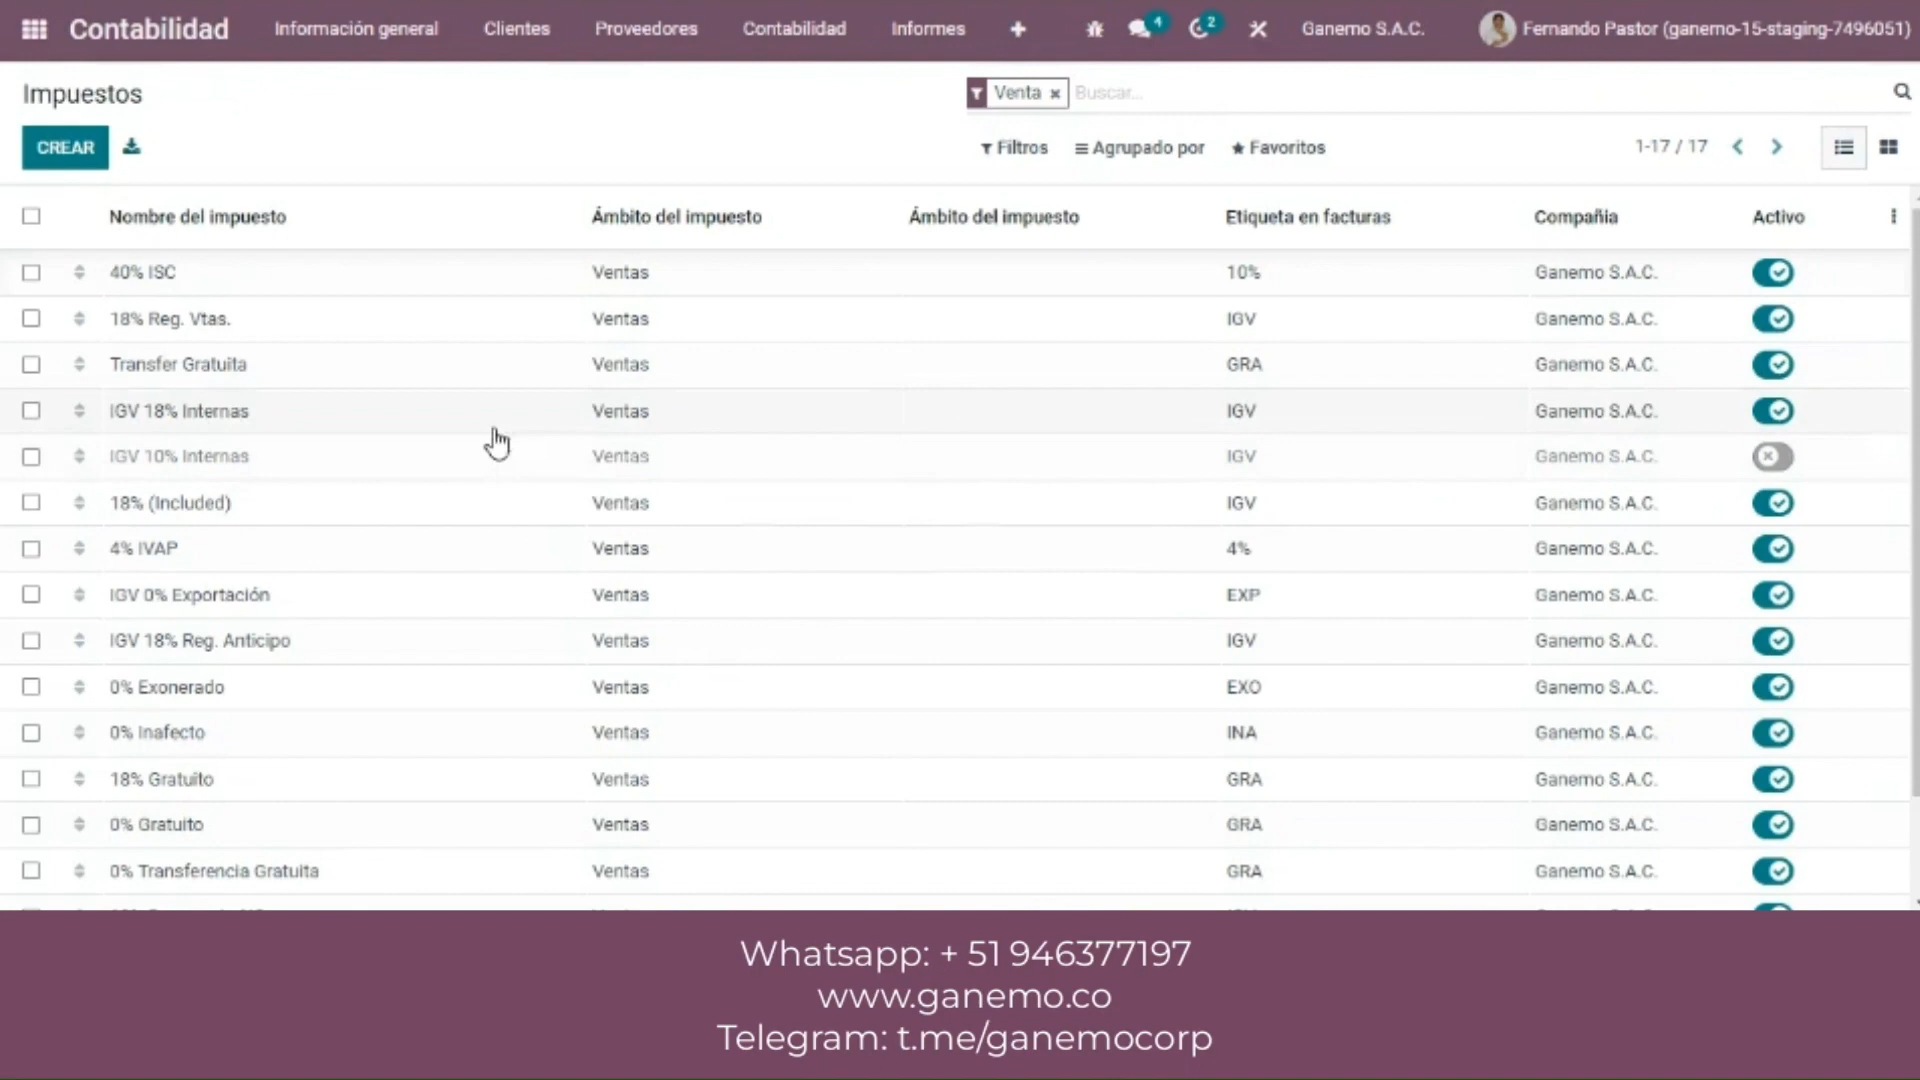 Contabilidad Información general Clientes Proveedores Contabilidad Informes 4 2 Ganemo S.A.C. Fernando Pastor (ganemo-15-staging-7496051)
Impuestos Venta Buscar...
CREAR Filtros Agrupado por Favoritos 1-17 / 17
Nombre del impuesto Ámbito del impuesto Ámbito del impuesto Etiqueta en facturas Compañia Activo
40% ISC Ventas 10% Ganemo S.A.C.
18% Reg. Vtas. Ventas IGV Ganemo S.A.C.
Transfer Gratuita Ventas GRA Ganemo S.A.C.
IGV 18% Internas Ventas IGV Ganemo S.A.C.
IGV 10% Internas Ventas IGV Ganemo S.A.C.
18% (Included) Ventas IGV Ganemo S.A.C.
4% IVAP Ventas 4% Ganemo S.A.C.
IGV 0% Exportación Ventas EXP Ganemo S.A.C.
IGV 18% Reg. Anticipo Ventas IGV Ganemo S.A.C.
0% Exonerado Ventas EXO Ganemo S.A.C.
0% Inafecto Ventas INA Ganemo S.A.C.
18% Gratuito Ventas GRA Ganemo S.A.C.
0% Gratuito Ventas GRA Ganemo S.A.C.
0% Transferencia Gratuita Ventas GRA Ganemo S.A.C.
Whatsapp: + 51 946377197
www.ganemo.co
Telegram: t.me/ganemocorp